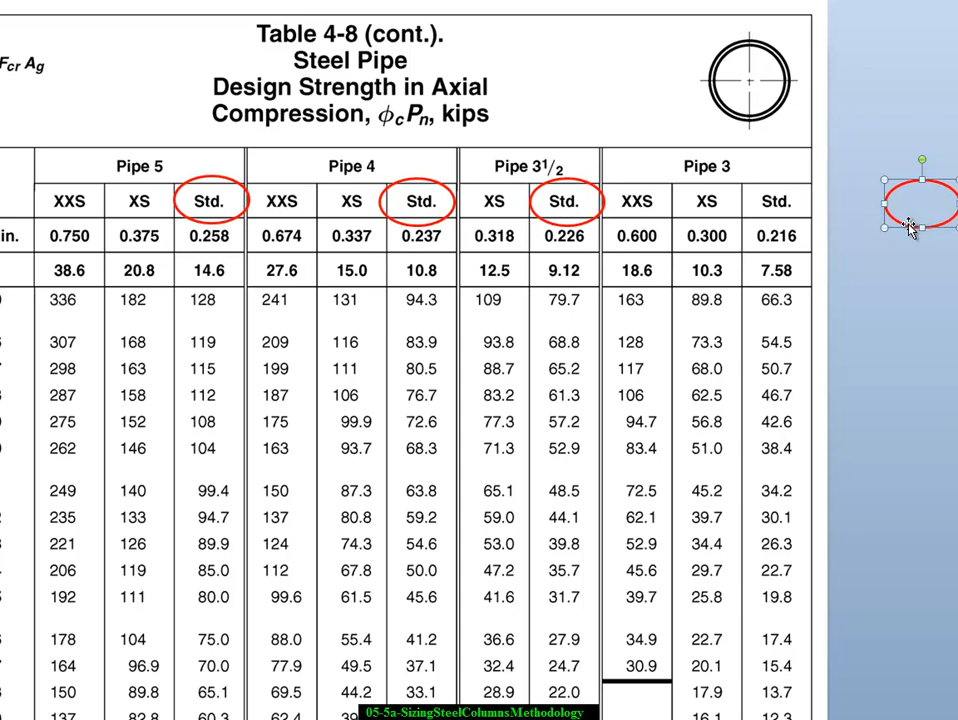 Table 4-8 (cont.).
Steel Pipe
Design Strength in Axial
Compression, ϕcPn, kips
Fcr Ag
Pipe 5 Pipe 4 Pipe 3 1/2 Pipe 3
XXS XS Std. XXS XS Std. XS Std. XXS XS Std.
in. 0.750 0.375 0.258 0.674 0.337 0.237 0.318 0.226 0.600 0.300 0.216
38.6 20.8 14.6 27.6 15.0 10.8 12.5 9.12 18.6 10.3 7.58
336 182 128 241 131 94.3 109 79.7 163 89.8 66.3
307 168 119 209 116 83.9 93.8 68.8 128 73.3 54.5
298 163 115 199 111 80.5 88.7 65.2 117 68.0 50.7
287 158 112 187 106 76.7 83.2 61.3 106 62.5 46.7
275 152 108 175 99.9 72.6 77.3 57.2 94.7 56.8 42.6
262 146 104 163 93.7 68.3 71.3 52.9 83.4 51.0 38.4
249 140 99.4 150 87.3 63.8 65.1 48.5 72.5 45.2 34.2
235 133 94.7 137 80.8 59.2 59.0 44.1 62.1 39.7 30.1
221 126 89.9 124 74.3 54.6 53.0 39.8 52.9 34.4 26.3
206 119 85.0 112 67.8 50.0 47.2 35.7 45.6 29.7 22.7
192 111 80.0 99.6 61.5 45.6 41.6 31.7 39.7 25.8 19.8
178 104 75.0 88.0 55.4 41.2 36.6 27.9 34.9 22.7 17.4
164 96.9 70.0 77.9 49.5 37.1 32.4 24.7 30.9 20.1 15.4
150 89.8 65.1 69.5 44.2 33.1 28.9 22.0 17.9 13.7
137 82.8 60.3 62.4 16.1 12.3
05-5a-SizingSteelColumnsMethodology